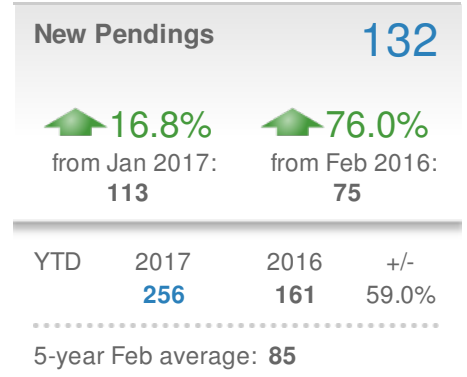 New Pendings 132
16.8% 76.0%
from Jan 2017: from Feb 2016:
113 75
YTD 2017 2016 +/-
256 161 59.0%
5-year Feb average: 85